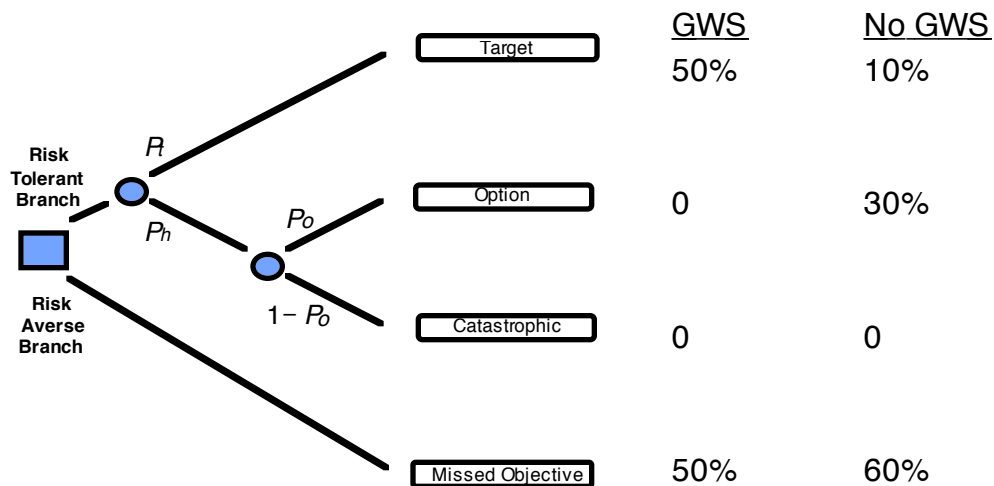 GWS No GWS
Target
50% 10%
Pt
Risk
Tolerant
Branch
Option
0 30%
Po
Ph
Risk
Averse
Branch
1− Po
Catastrophic
0 0
Missed Objective
50% 60%